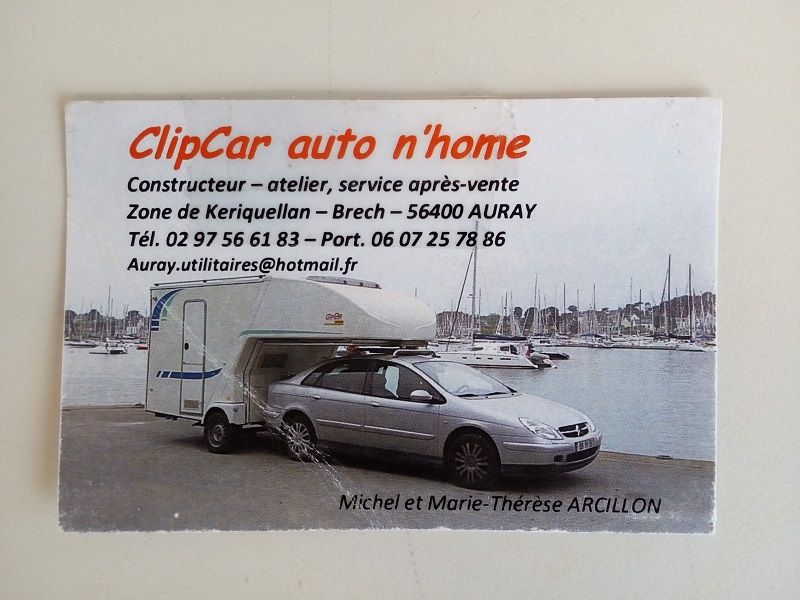 ClipCar auto n'home
Constructeur – atelier, service après-vente
Zone de Keriquellan – Brech – 56400 AURAY
Tél. 02 97 56 61 83 – Port. 06 07 25 78 86
Auray.utilitaires@hotmail.fr
ClipCar
Michel et Marie-Thérèse ARCILLON